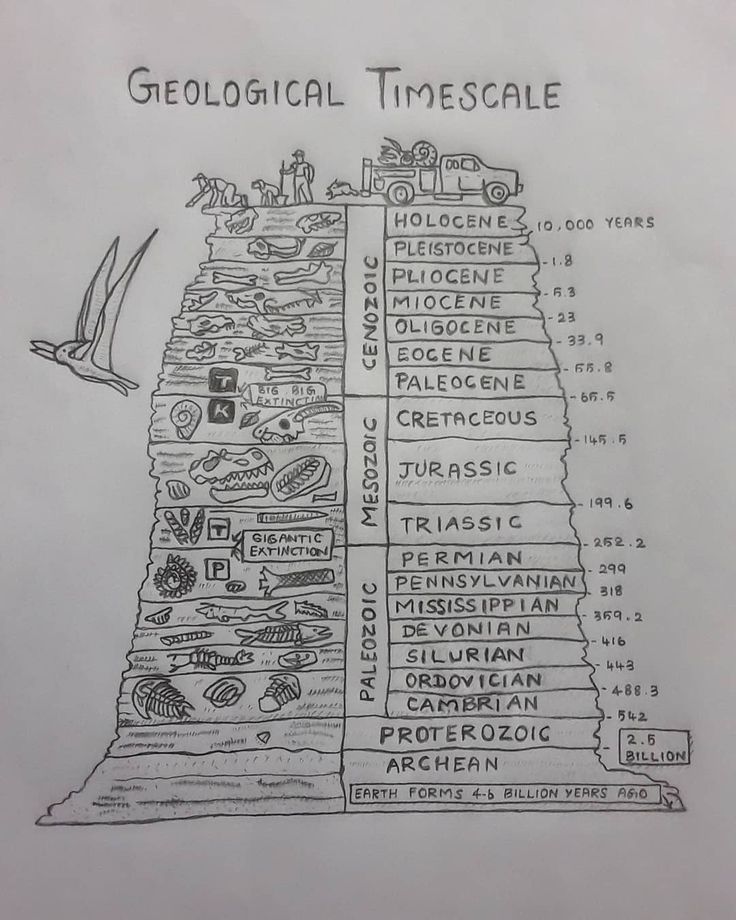 GEOLOGICAL TIMESCALE
HOLOCENE
10,000 YEARS
PLEISTOCENE
-1.8
PLIOCENE
-5.3
MIOCENE
-23
OLIGOCENE
-33.9
EOCENE
-55.8
PALEOCENE
-65.5
CENOZOIC
T
BIG BIG
EXTINCTION
K
CRETACEOUS
-145.5
JURASSIC
-199.6
TRIASSIC
-252.2
MESOZOIC
T
GIGANTIC
EXTINCTION
P
PERMIAN
-299
PENNSYLVANIAN
318
MISSISSIPPIAN
-359.2
DEVONIAN
-416
SILURIAN
-443
ORDOVICIAN
-488.3
CAMBRIAN
-542
PALEOZOIC
PROTEROZOIC
2.5
BILLION
ARCHEAN
EARTH FORMS 4-6 BILLION YEARS AGO